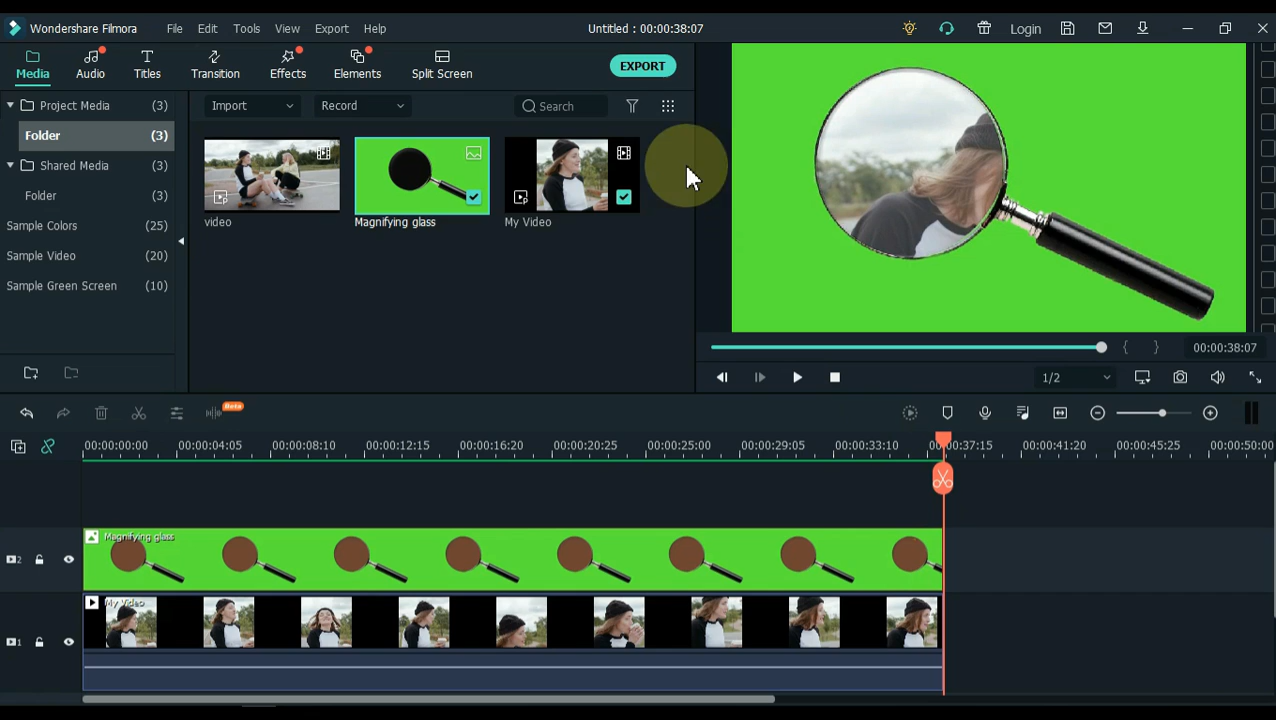 Wondershare Filmora File Edit Tools View Export Help Untitled : 00:00:38:07 Login
Media Audio Titles Transition Effects Elements Split Screen EXPORT
Project Media (3) Import Record Search
Folder (3)
Shared Media (3)
Folder (3)
Sample Colors (25)
Sample Video (20)
Sample Green Screen (10)
video Magnifying glass My Video
{ } 00:00:38:07
1/2
Beta
00:00:00:00 00:00:04:05 00:00:08:10 00:00:12:15 00:00:16:20 00:00:20:25 00:00:25:00 00:00:29:05 00:00:33:10 00:00:37:15 00:00:41:20 00:00:45:25 00:00:50:00
Magnifying glass
2
My Video
1